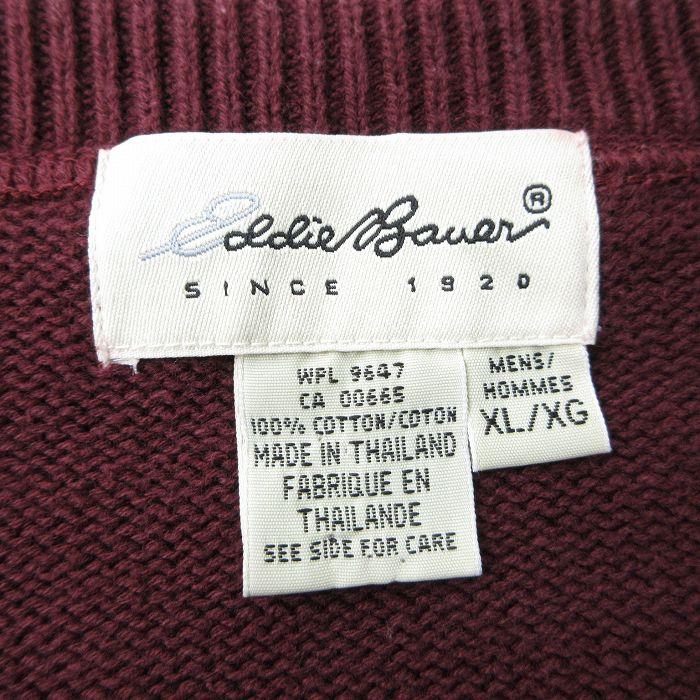 Eddie Bauer®
SINCE 1920
WPL 9647
CA 00665
100% COTTON/COTON
MADE IN THAILAND
FABRIQUE EN
THAILANDE
SEE SIDE FOR CARE
MENS/
HOMMES
XL/XG